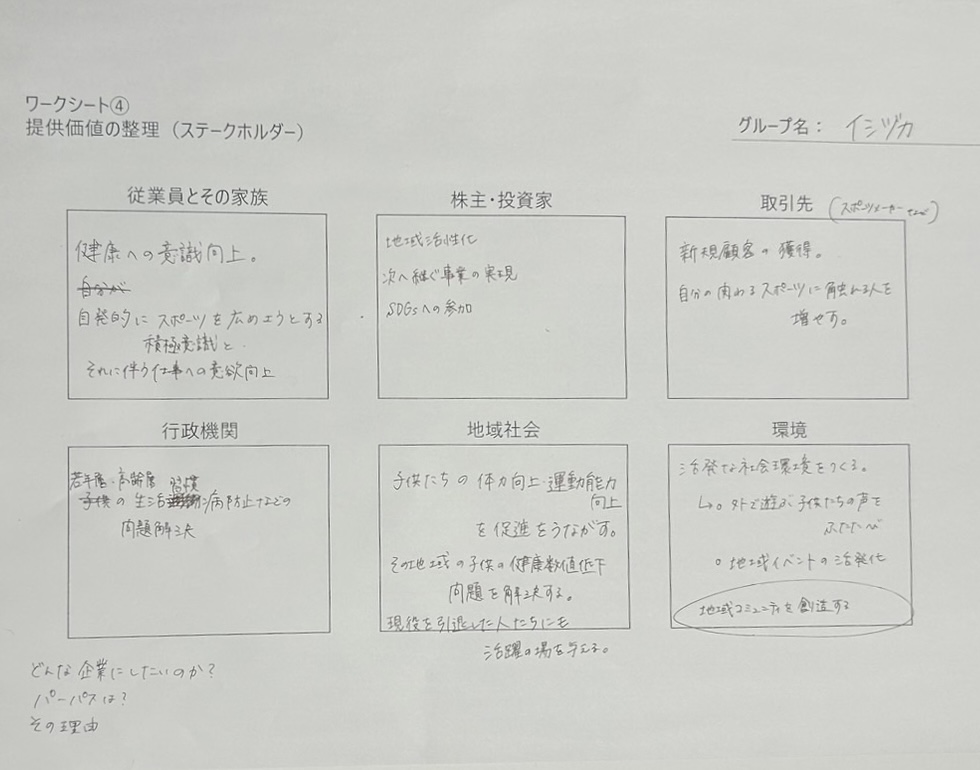 ワークシート④
提供価値の整理（ステークホルダー）
グループ名： イシヅカ
従業員とその家族
健康への意識向上。
自分が
自発的にスポーツを広めようとする
積極意識と
それに伴う仕事への意欲向上
株主・投資家
地域活性化
次へ継ぐ事業の実現
SDGsへの参加
取引先 (スポーツメーカーなど)
新規顧客の獲得。
自分の関わるスポーツに触れる人を
増やす。
行政機関
若年層・高齢層 習慣
子供の生活病防止などの
問題解決
地域社会
子供たちの体力向上・運動能力
向上
を促進をうながす。
その地域の子供の健康数値低下
問題を解決する。
現役を引退した人たちにも
活躍の場を与える。
環境
活発な社会環境をつくる。
↳。外で遊ぶ子供たちの声を
ふたたび
。地域イベントの活発化
地域コミュニティを創造する
どんな企業にしたいのか?
パーパスは?
その理由